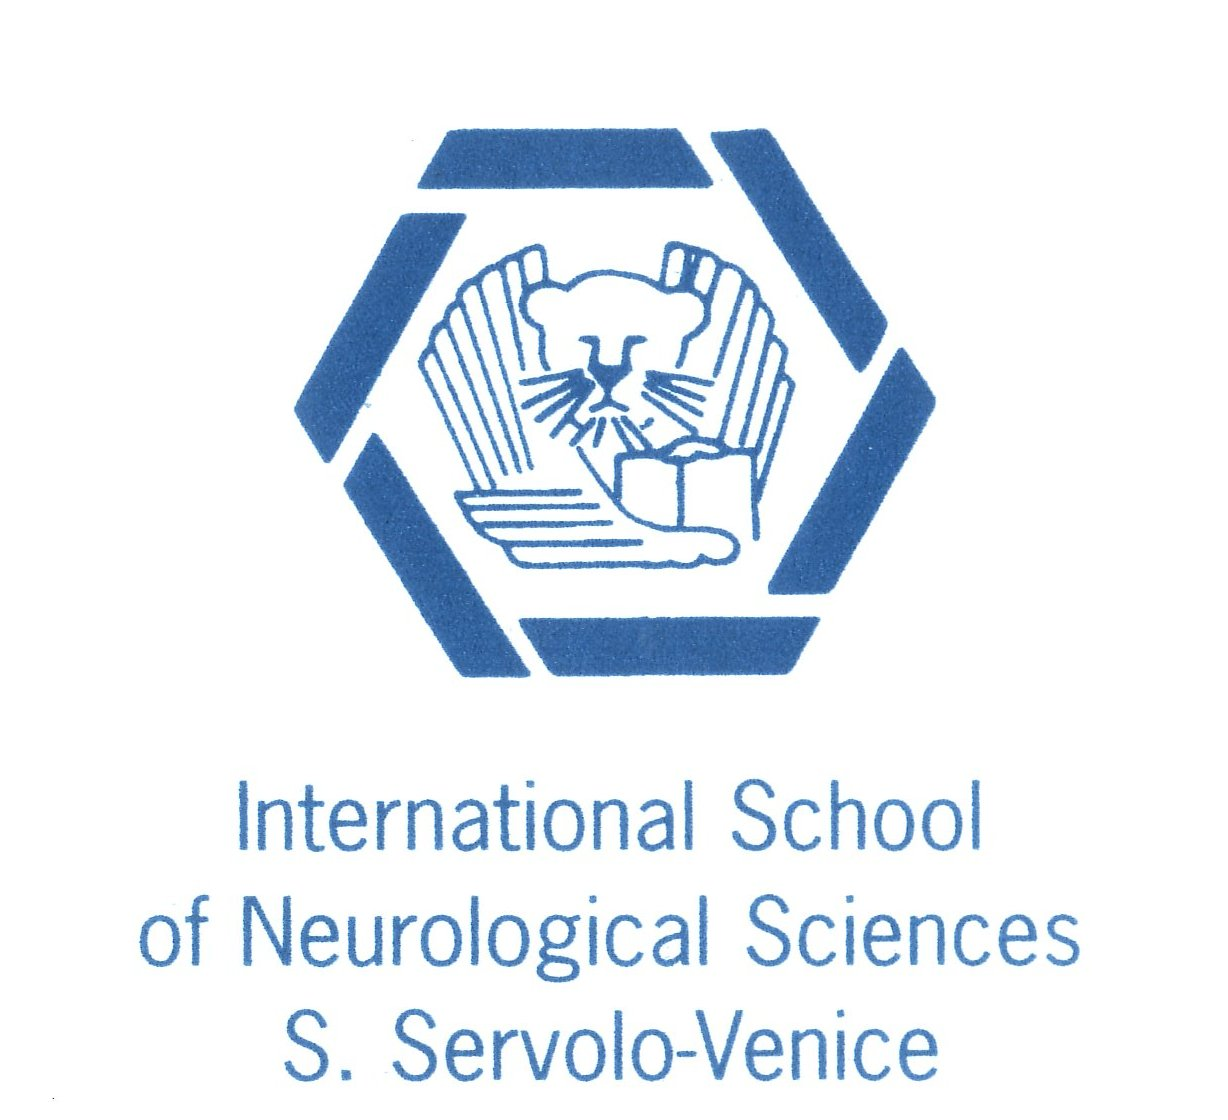 International School
of Neurological Sciences
S. Servolo-Venice